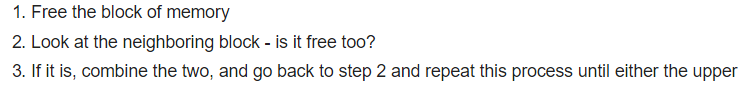 1. Free the block of memory
2. Look at the neighboring block - is it free too?
3. If it is, combine the two, and go back to step 2 and repeat this process until either the upper